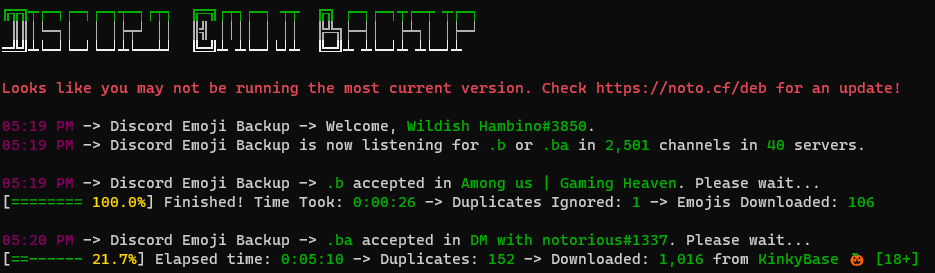 DISCORD EMOJI BACKUP
Looks like you may not be running the most current version. Check https://noto.cf/deb for an update!
05:19 PM -> Discord Emoji Backup -> Welcome, Wildish Hambino#3850.
05:19 PM -> Discord Emoji Backup is now listening for .b or .ba in 2,501 channels in 40 servers.
05:19 PM -> Discord Emoji Backup -> .b accepted in Among us | Gaming Heaven. Please wait...
[======== 100.0%] Finished! Time Took: 0:00:26 -> Duplicates Ignored: 1 -> Emojis Downloaded: 106
05:20 PM -> Discord Emoji Backup -> .ba accepted in DM with notorious#1337. Please wait...
[==------ 21.7%] Elapsed time: 0:05:10 -> Duplicates: 152 -> Downloaded: 1,016 from KinkyBase 🎃 [18+]